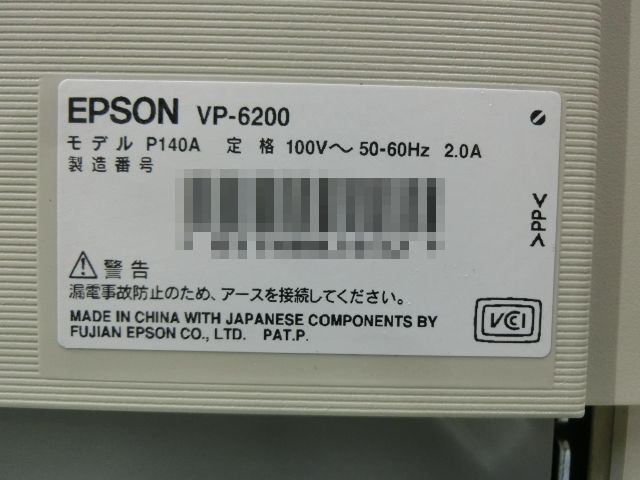 EPSON VP-6200
モデル P140A 定格 100V～ 50-60Hz 2.0A
製造番号
>PP<
警告
漏電事故防止のため、アースを接続してください。
MADE IN CHINA WITH JAPANESE COMPONENTS BY
FUJIAN EPSON CO., LTD. PAT.P.
VCCI